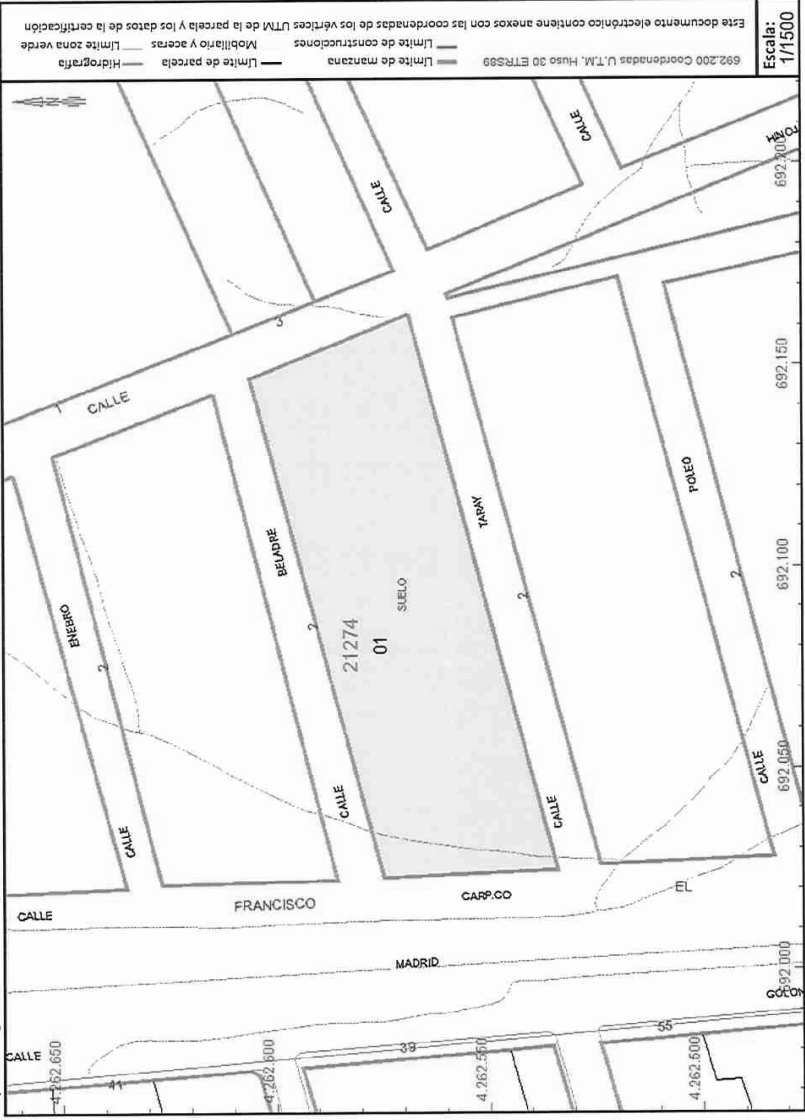 Este documento electrónico contiene anexos con las coordenadas de los vértices UTM de la parcela y los datos de la certificación
692.200 Coordenadas U.T.M. Huso 30 ETRS89
Límite de manzana
Límite de parcela
Hidrografía
Límite de construcciones
Mobiliario y aceras
Límite zona verde
Escala:
1/1500
N
CALLE
CALLE
HINOJO
692.200
3
1
CALLE
692.150
BELADRE
TARAY
POLEO
ENEBRO
2
2
2
2
21274
01
SUELO
692.100
692.050
CALLE
CALLE
CALLE
CALLE
CALLE
FRANCISCO
CARP.CO
EL
MADRID
692.000
GOLON
CALLE
4.262.650
4.262.600
4.262.550
4.262.500
41
39
55